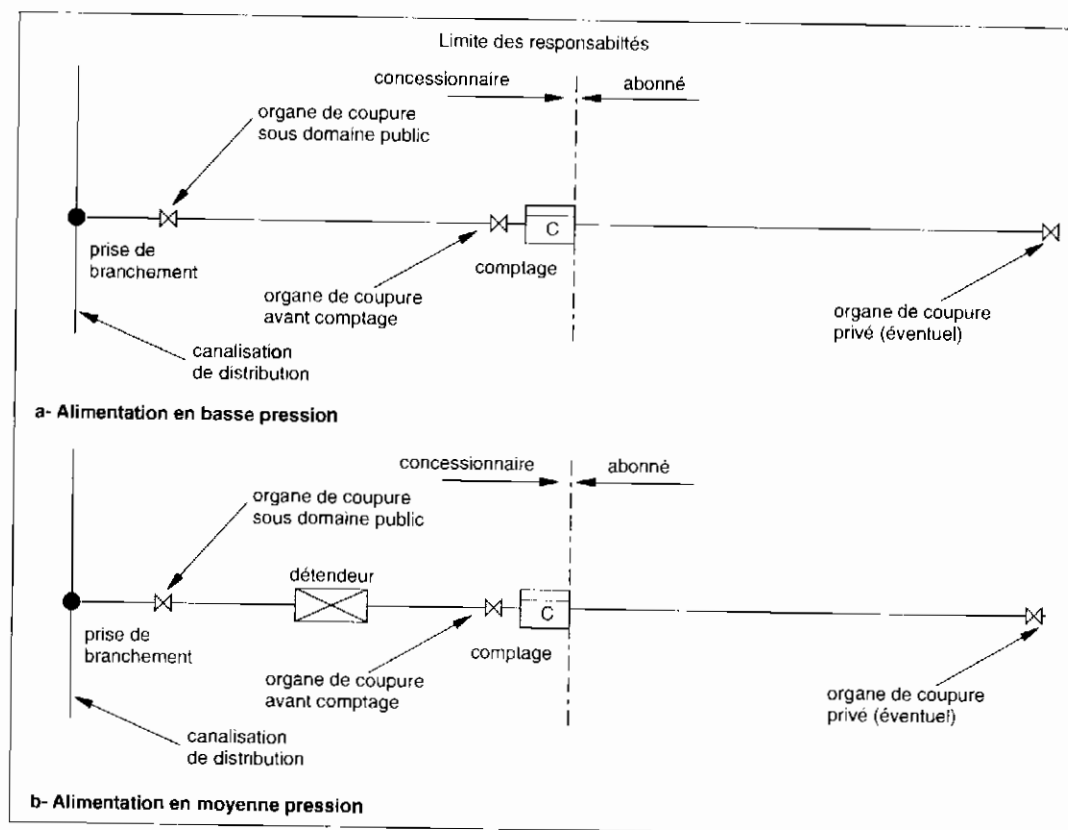 Limite des responsabiltés
concessionnaire
abonné
organe de coupure
sous domaine public
C
prise de
branchement
comptage
organe de coupure
avant comptage
organe de coupure
privé (éventuel)
canalisation
de distribution
a- Alimentation en basse pression
concessionnaire
abonné
organe de coupure
sous domaine public
détendeur
C
prise de
branchement
comptage
organe de coupure
avant comptage
organe de coupure
privé (éventuel)
canalisation
de distribution
b- Alimentation en moyenne pression